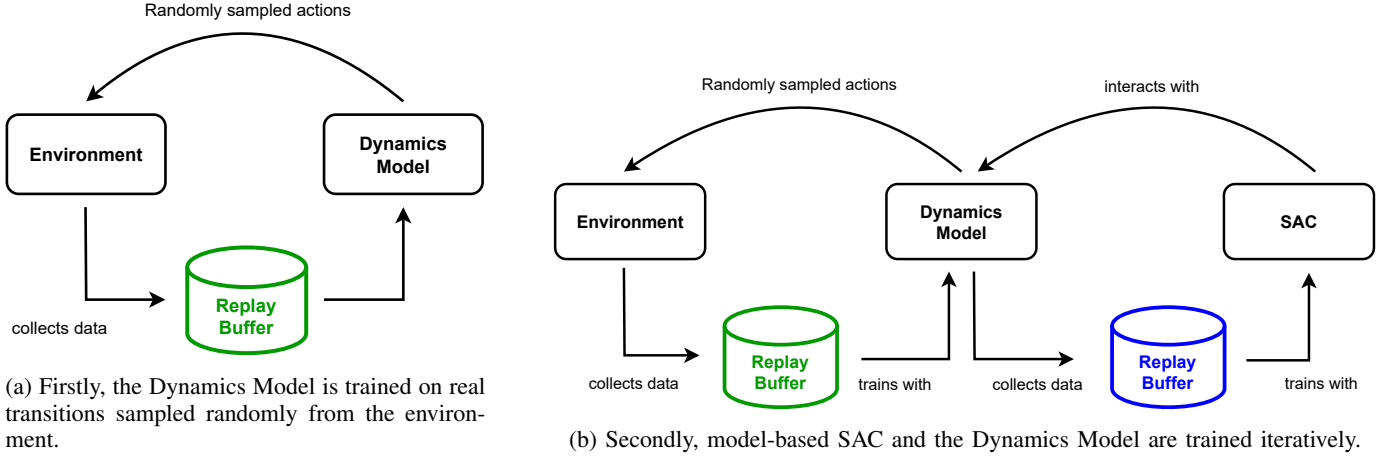 Randomly sampled actions
Environment
Dynamics
Model
Replay
Buffer
collects data
(a) Firstly, the Dynamics Model is trained on real
transitions sampled randomly from the environ-
ment.
Randomly sampled actions
interacts with
Environment
Dynamics
Model
SAC
Replay
Buffer
Replay
Buffer
collects data
trains with
collects data
trains with
(b) Secondly, model-based SAC and the Dynamics Model are trained iteratively.